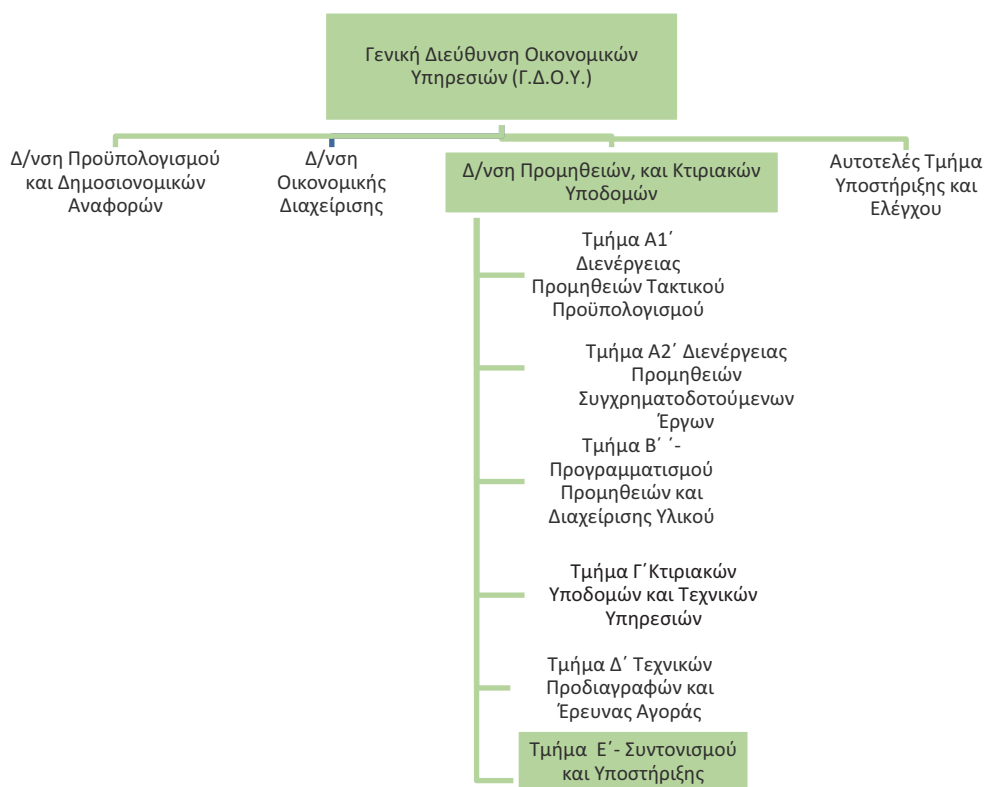 Γενική Διεύθυνση Οικονομικών
Υπηρεσιών (Γ.Δ.Ο.Υ.)
Δ/νση Προϋπολογισμού
και Δημοσιονομικών
Αναφορών
Δ/νση
Οικονομικής
Διαχείρισης
Δ/νση Προμηθειών, και Κτιριακών
Υποδομών
Αυτοτελές Τμήμα
Υποστήριξης και
Ελέγχου
Τμήμα Α1΄
Διενέργειας
Προμηθειών Τακτικού
Προϋπολογισμού
Τμήμα Α2΄ Διενέργειας
Προμηθειών
Συγχρηματοδοτούμενων
Έργων
Τμήμα Β΄ ΄-
Προγραμματισμού
Προμηθειών και
Διαχείρισης Υλικού
Τμήμα Γ΄Κτιριακών
Υποδομών και Τεχνικών
Υπηρεσιών
Τμήμα Δ΄ Τεχνικών
Προδιαγραφών και
Έρευνας Αγοράς
Τμήμα Ε΄- Συντονισμού
και Υποστήριξης